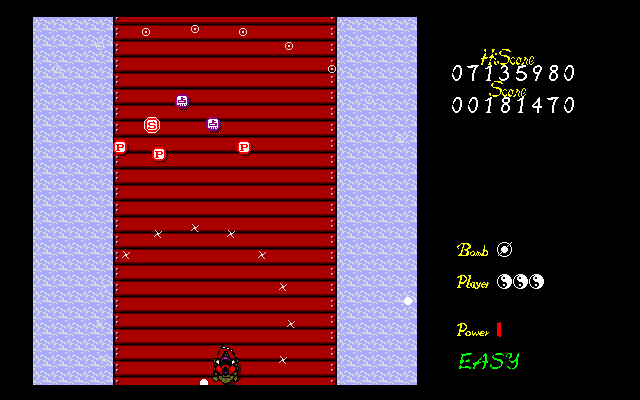 HiScore
07135980
Score
00181470
S
P
P
P
Bomb
Player
Power
EASY